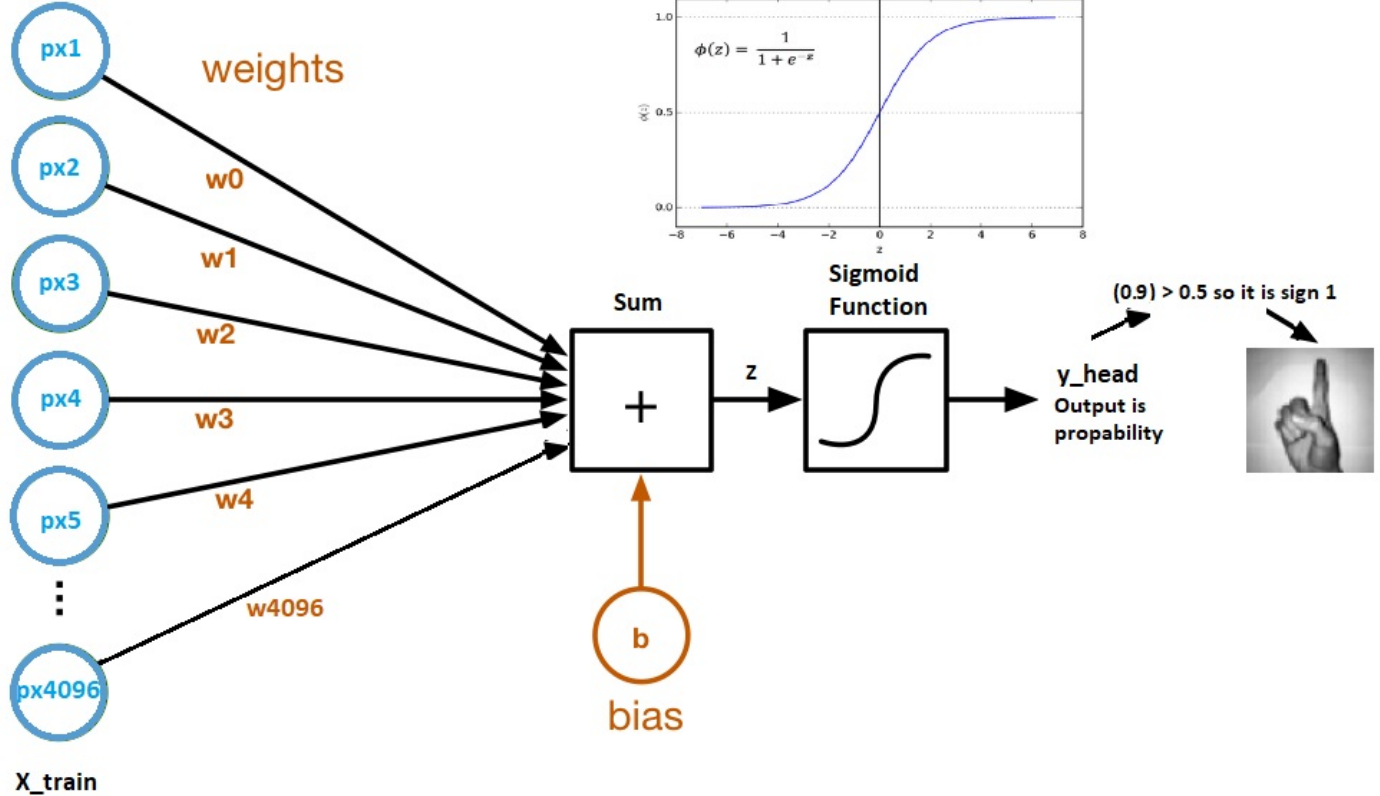 px1
px2
px3
px4
px5
⋮
px4096
X_train
weights
w0
w1
w2
w3
w4
w4096
Sum
+
b
bias
z
1.0
0.5
0.0
ϕ(z)
ϕ(z) = 1 / (1 + e^-z)
-8 -6 -4 -2 0 2 4 6 8
z
Sigmoid
Function
y_head
Output is
propability
(0.9) > 0.5 so it is sign 1